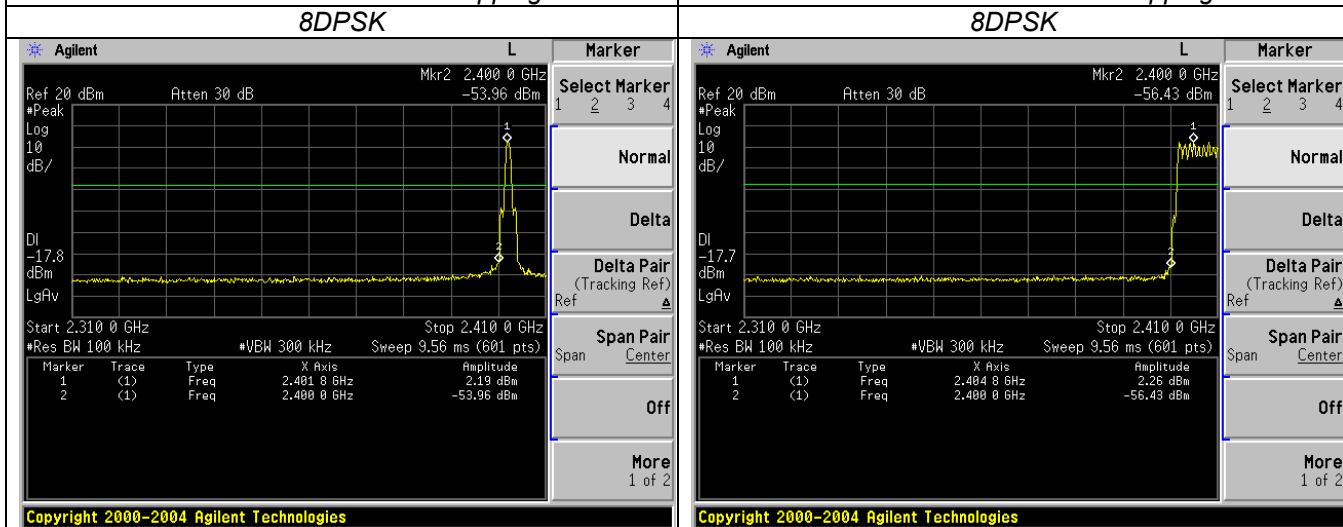 8DPSK
Agilent L
Marker
Mkr2 2.400 0 GHz
Ref 20 dBm Atten 30 dB -53.96 dBm
#Peak
Log
10
dB/
1
2
DI
-17.8
dBm
LgAv
Start 2.310 0 GHz Stop 2.410 0 GHz
#Res BW 100 kHz #VBW 300 kHz Sweep 9.56 ms (601 pts)
Marker Trace Type X Axis Amplitude
1 (1) Freq 2.401 8 GHz 2.19 dBm
2 (1) Freq 2.400 0 GHz -53.96 dBm
Select Marker
1 2 3 4
Normal
Delta
Delta Pair
(Tracking Ref)
Ref Δ
Span Pair
Span Center
Off
More
1 of 2
Copyright 2000-2004 Agilent Technologies
8DPSK
Agilent L
Marker
Mkr2 2.400 0 GHz
Ref 20 dBm Atten 30 dB -56.43 dBm
#Peak
Log
10
dB/
1
2
DI
-17.7
dBm
LgAv
Start 2.310 0 GHz Stop 2.410 0 GHz
#Res BW 100 kHz #VBW 300 kHz Sweep 9.56 ms (601 pts)
Marker Trace Type X Axis Amplitude
1 (1) Freq 2.404 8 GHz 2.26 dBm
2 (1) Freq 2.400 0 GHz -56.43 dBm
Select Marker
1 2 3 4
Normal
Delta
Delta Pair
(Tracking Ref)
Ref Δ
Span Pair
Span Center
Off
More
1 of 2
Copyright 2000-2004 Agilent Technologies